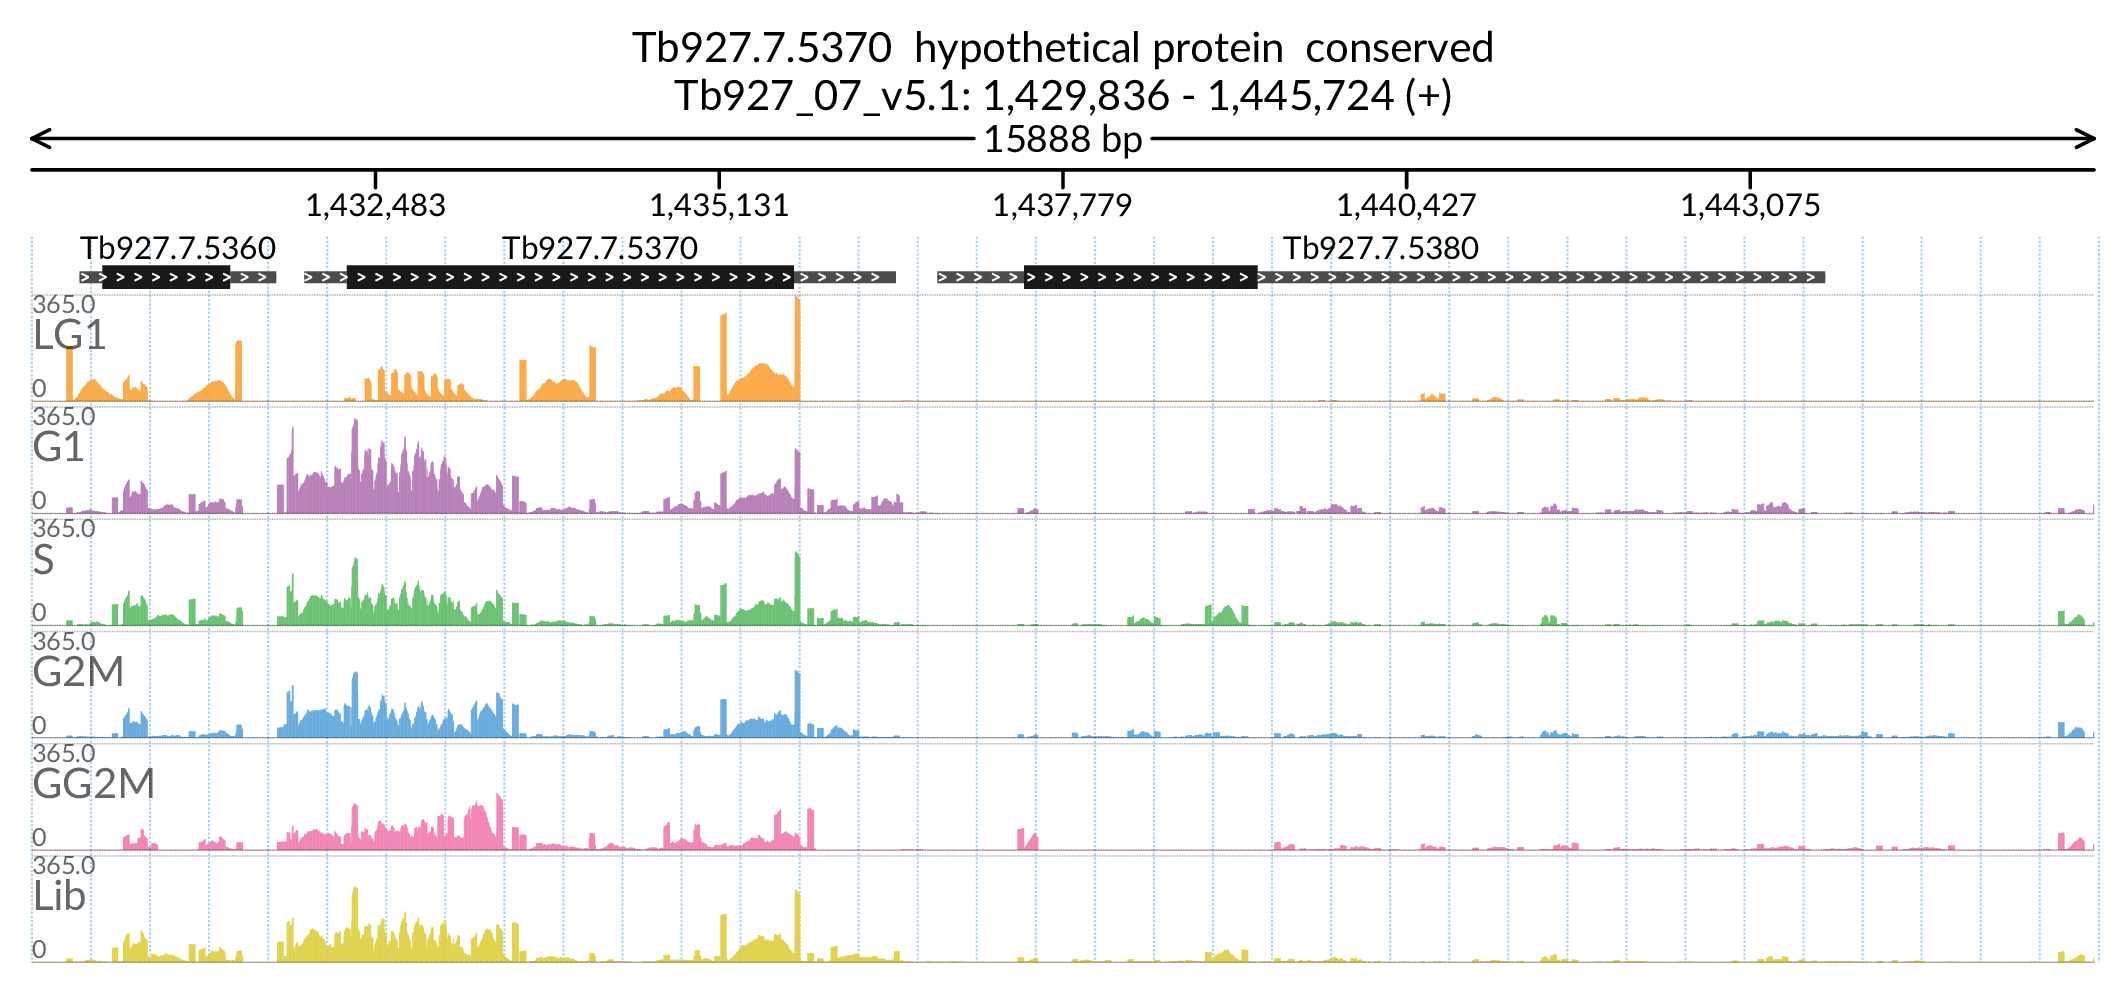 Tb927.7.5370  hypothetical protein  conserved
Tb927_07_v5.1: 1,429,836 - 1,445,724 (+)
15888 bp
1,432,483 1,435,131 1,437,779 1,440,427 1,443,075
Tb927.7.5360 Tb927.7.5370 Tb927.7.5380
365.0
LG1
0
365.0
G1
0
365.0
S
0
365.0
G2M
0
365.0
GG2M
0
365.0
Lib
0